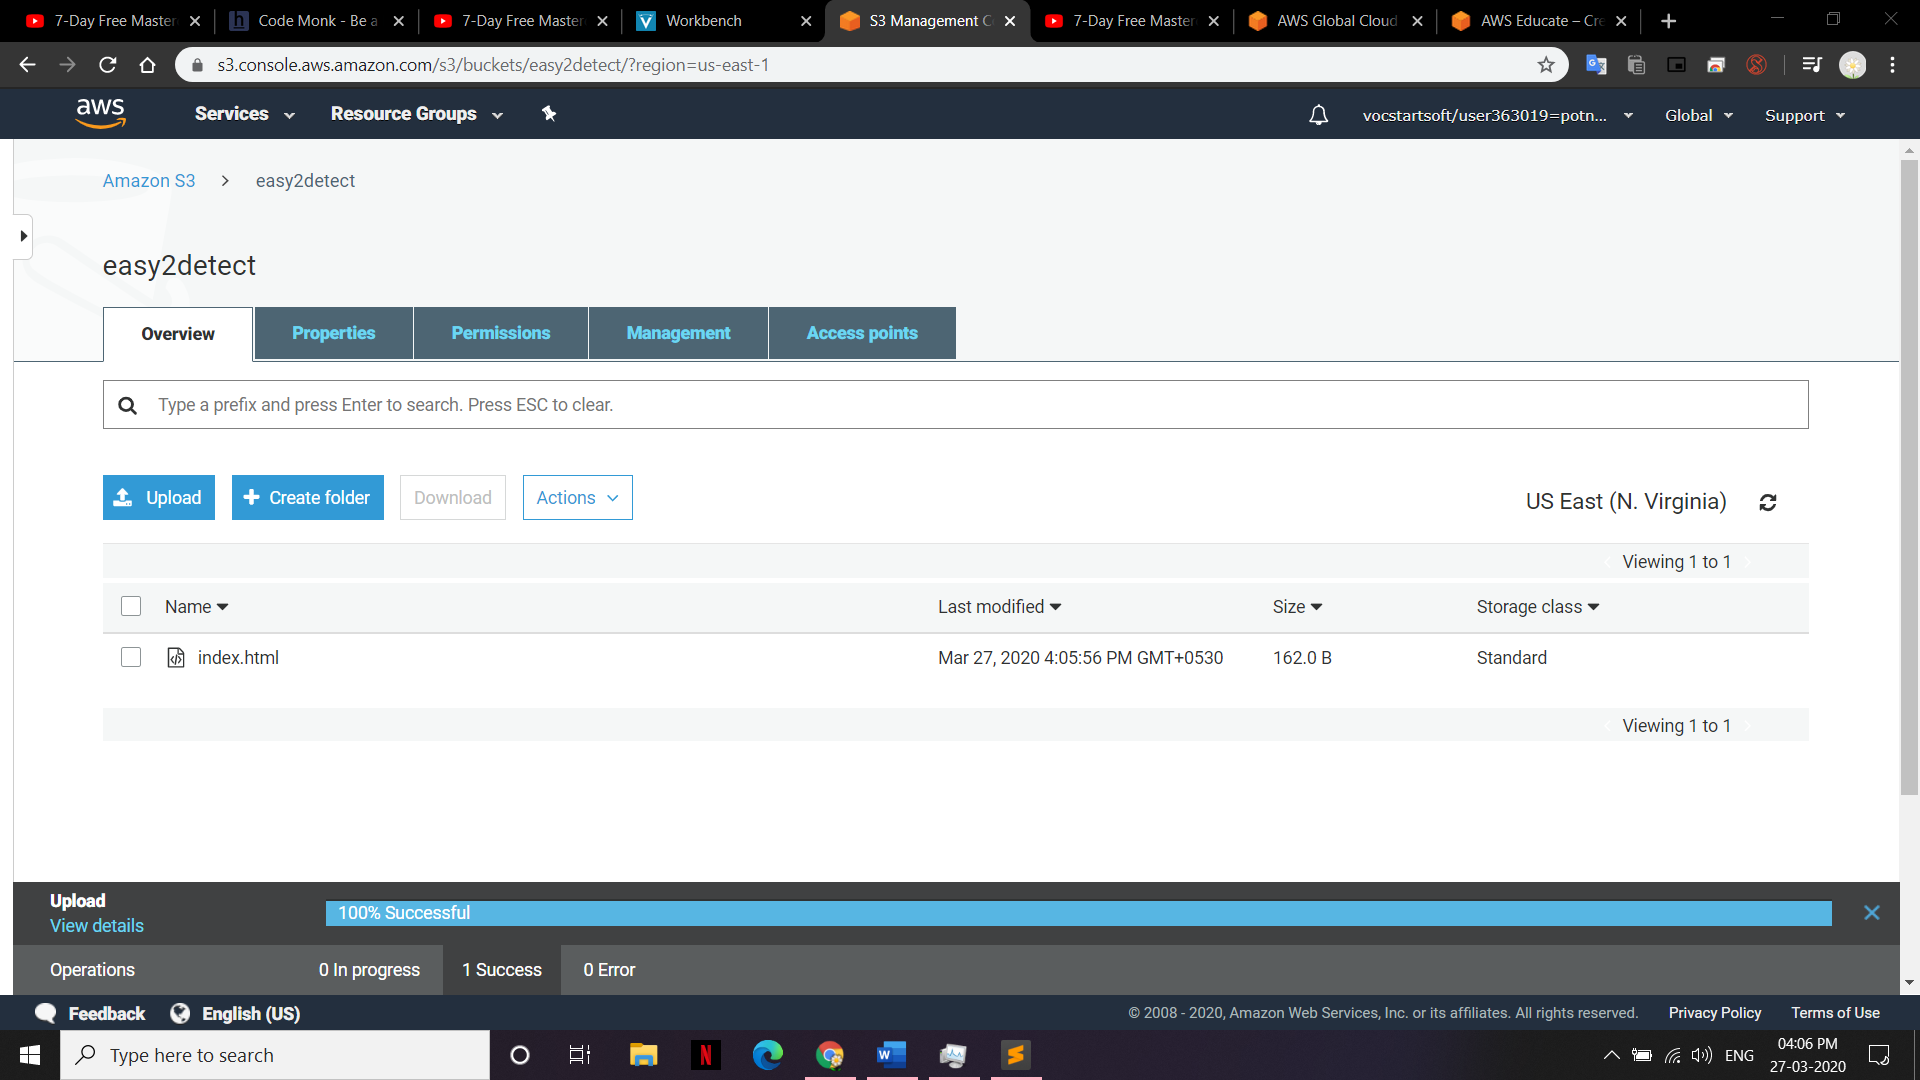 7-Day Free Master
Code Monk - Be a
7-Day Free Master
Workbench
S3 Management C
7-Day Free Master
AWS Global Cloud
AWS Educate – Cre
s3.console.aws.amazon.com/s3/buckets/easy2detect/?region=us-east-1
aws
Services
Resource Groups
vocstartsoft/user363019=potn...
Global
Support
Amazon S3 > easy2detect
easy2detect
Overview
Properties
Permissions
Management
Access points
Type a prefix and press Enter to search. Press ESC to clear.
Upload
Create folder
Download
Actions
US East (N. Virginia)
Viewing 1 to 1
Name
Last modified
Size
Storage class
index.html
Mar 27, 2020 4:05:56 PM GMT+0530
162.0 B
Standard
Viewing 1 to 1
Upload
View details
100% Successful
Operations
0 In progress
1 Success
0 Error
Feedback
English (US)
© 2008 - 2020, Amazon Web Services, Inc. or its affiliates. All rights reserved.
Privacy Policy
Terms of Use
Type here to search
ENG
04:06 PM
27-03-2020